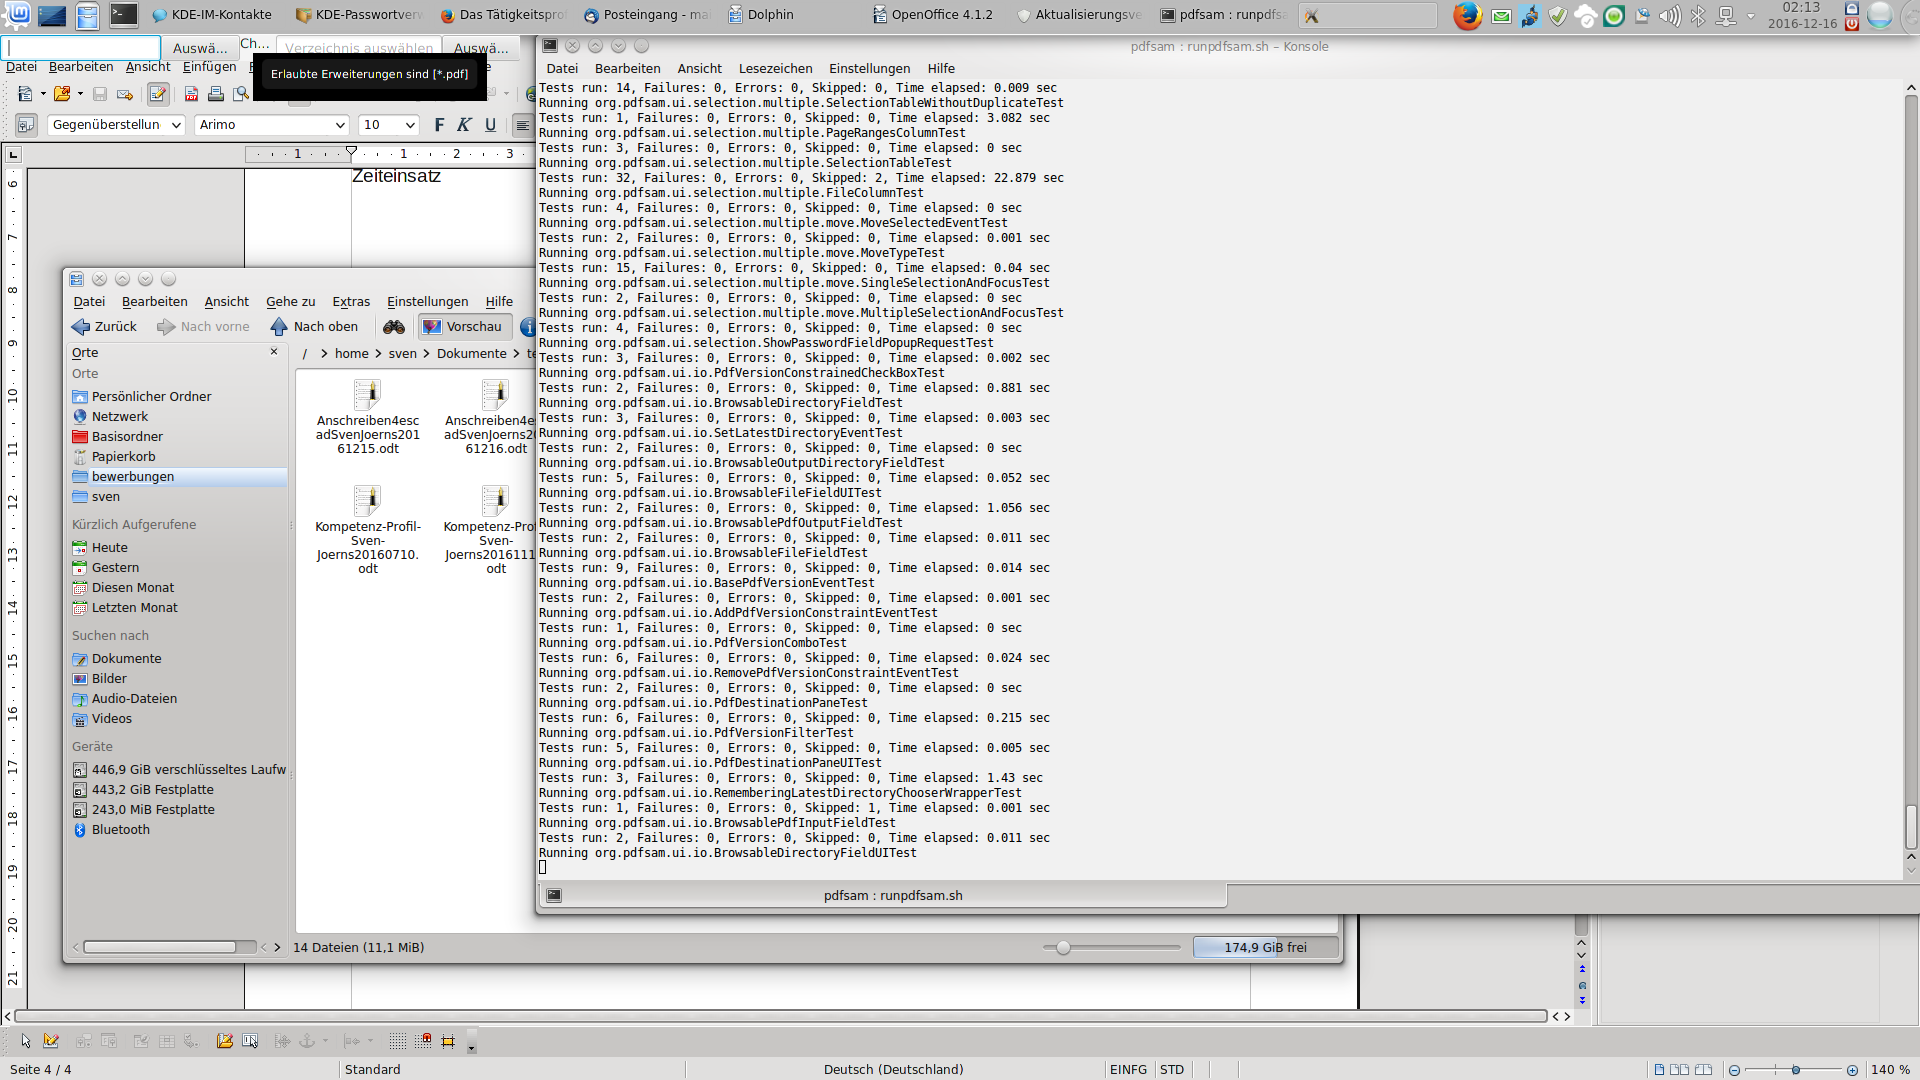 KDE-IM-Kontakte
KDE-Passwortverw
Das Tätigkeitsprof
Posteingang - mai
Dolphin
OpenOffice 4.1.2
Aktualisierungsve
pdfsam : runpdfsam
02:13
2016-12-16
Auswä...
Ch...
Verzeichnis auswählen
Auswä...
Erlaubte Erweiterungen sind [*.pdf]
Datei Bearbeiten Ansicht Einfügen
Gegenüberstellun
Arimo
10
F K U
1 1 2 3
Zeiteinsatz
6
7
8
9
10
11
12
13
14
15
16
17
18
19
20
21
Datei Bearbeiten Ansicht Gehe zu Extras Einstellungen Hilfe
Zurück Nach vorne Nach oben Vorschau
Orte
/ > home > sven > Dokumente > te
Orte
Persönlicher Ordner
Netzwerk
Basisordner
Papierkorb
bewerbungen
sven
Kürzlich Aufgerufene
Heute
Gestern
Diesen Monat
Letzten Monat
Suchen nach
Dokumente
Bilder
Audio-Dateien
Videos
Geräte
446,9 GiB verschlüsseltes Laufw
443,2 GiB Festplatte
243,0 MiB Festplatte
Bluetooth
Anschreiben4esc
adSvenJoerns201
61215.odt
Anschreiben4e
adSvenJoerns2
61216.odt
Kompetenz-Profil-
Sven-
Joerns20160710.
odt
Kompetenz-Pro
Sven-
Joerns2016111
odt
14 Dateien (11,1 MiB)
174,9 GiB frei
pdfsam : runpdfsam.sh – Konsole
Datei Bearbeiten Ansicht Lesezeichen Einstellungen Hilfe
Tests run: 14, Failures: 0, Errors: 0, Skipped: 0, Time elapsed: 0.009 sec
Running org.pdfsam.ui.selection.multiple.SelectionTableWithoutDuplicateTest
Tests run: 1, Failures: 0, Errors: 0, Skipped: 0, Time elapsed: 3.082 sec
Running org.pdfsam.ui.selection.multiple.PageRangesColumnTest
Tests run: 3, Failures: 0, Errors: 0, Skipped: 0, Time elapsed: 0 sec
Running org.pdfsam.ui.selection.multiple.SelectionTableTest
Tests run: 32, Failures: 0, Errors: 0, Skipped: 2, Time elapsed: 22.879 sec
Running org.pdfsam.ui.selection.multiple.FileColumnTest
Tests run: 4, Failures: 0, Errors: 0, Skipped: 0, Time elapsed: 0 sec
Running org.pdfsam.ui.selection.multiple.move.MoveSelectedEventTest
Tests run: 2, Failures: 0, Errors: 0, Skipped: 0, Time elapsed: 0.001 sec
Running org.pdfsam.ui.selection.multiple.move.MoveTypeTest
Tests run: 15, Failures: 0, Errors: 0, Skipped: 0, Time elapsed: 0.04 sec
Running org.pdfsam.ui.selection.multiple.move.SingleSelectionAndFocusTest
Tests run: 2, Failures: 0, Errors: 0, Skipped: 0, Time elapsed: 0 sec
Running org.pdfsam.ui.selection.multiple.move.MultipleSelectionAndFocusTest
Tests run: 4, Failures: 0, Errors: 0, Skipped: 0, Time elapsed: 0 sec
Running org.pdfsam.ui.selection.ShowPasswordFieldPopupRequestTest
Tests run: 3, Failures: 0, Errors: 0, Skipped: 0, Time elapsed: 0.002 sec
Running org.pdfsam.ui.io.PdfVersionConstrainedCheckBoxTest
Tests run: 2, Failures: 0, Errors: 0, Skipped: 0, Time elapsed: 0.881 sec
Running org.pdfsam.ui.io.BrowsableDirectoryFieldTest
Tests run: 3, Failures: 0, Errors: 0, Skipped: 0, Time elapsed: 0.003 sec
Running org.pdfsam.ui.io.SetLatestDirectoryEventTest
Tests run: 2, Failures: 0, Errors: 0, Skipped: 0, Time elapsed: 0 sec
Running org.pdfsam.ui.io.BrowsableOutputDirectoryFieldTest
Tests run: 5, Failures: 0, Errors: 0, Skipped: 0, Time elapsed: 0.052 sec
Running org.pdfsam.ui.io.BrowsableFileFieldUITest
Tests run: 2, Failures: 0, Errors: 0, Skipped: 0, Time elapsed: 1.056 sec
Running org.pdfsam.ui.io.BrowsablePdfOutputFieldTest
Tests run: 2, Failures: 0, Errors: 0, Skipped: 0, Time elapsed: 0.011 sec
Running org.pdfsam.ui.io.BrowsableFileFieldTest
Tests run: 9, Failures: 0, Errors: 0, Skipped: 0, Time elapsed: 0.014 sec
Running org.pdfsam.ui.io.BasePdfVersionEventTest
Tests run: 2, Failures: 0, Errors: 0, Skipped: 0, Time elapsed: 0.001 sec
Running org.pdfsam.ui.io.AddPdfVersionConstraintEventTest
Tests run: 1, Failures: 0, Errors: 0, Skipped: 0, Time elapsed: 0 sec
Running org.pdfsam.ui.io.PdfVersionComboTest
Tests run: 6, Failures: 0, Errors: 0, Skipped: 0, Time elapsed: 0.024 sec
Running org.pdfsam.ui.io.RemovePdfVersionConstraintEventTest
Tests run: 2, Failures: 0, Errors: 0, Skipped: 0, Time elapsed: 0 sec
Running org.pdfsam.ui.io.PdfDestinationPaneTest
Tests run: 6, Failures: 0, Errors: 0, Skipped: 0, Time elapsed: 0.215 sec
Running org.pdfsam.ui.io.PdfVersionFilterTest
Tests run: 5, Failures: 0, Errors: 0, Skipped: 0, Time elapsed: 0.005 sec
Running org.pdfsam.ui.io.PdfDestinationPaneUITest
Tests run: 3, Failures: 0, Errors: 0, Skipped: 0, Time elapsed: 1.43 sec
Running org.pdfsam.ui.io.RememberingLatestDirectoryChooserWrapperTest
Tests run: 1, Failures: 0, Errors: 0, Skipped: 1, Time elapsed: 0.001 sec
Running org.pdfsam.ui.io.BrowsablePdfInputFieldTest
Tests run: 2, Failures: 0, Errors: 0, Skipped: 0, Time elapsed: 0.011 sec
Running org.pdfsam.ui.io.BrowsableDirectoryFieldUITest
pdfsam : runpdfsam.sh
Seite 4 / 4
Standard
Deutsch (Deutschland)
EINFG
STD
140 %